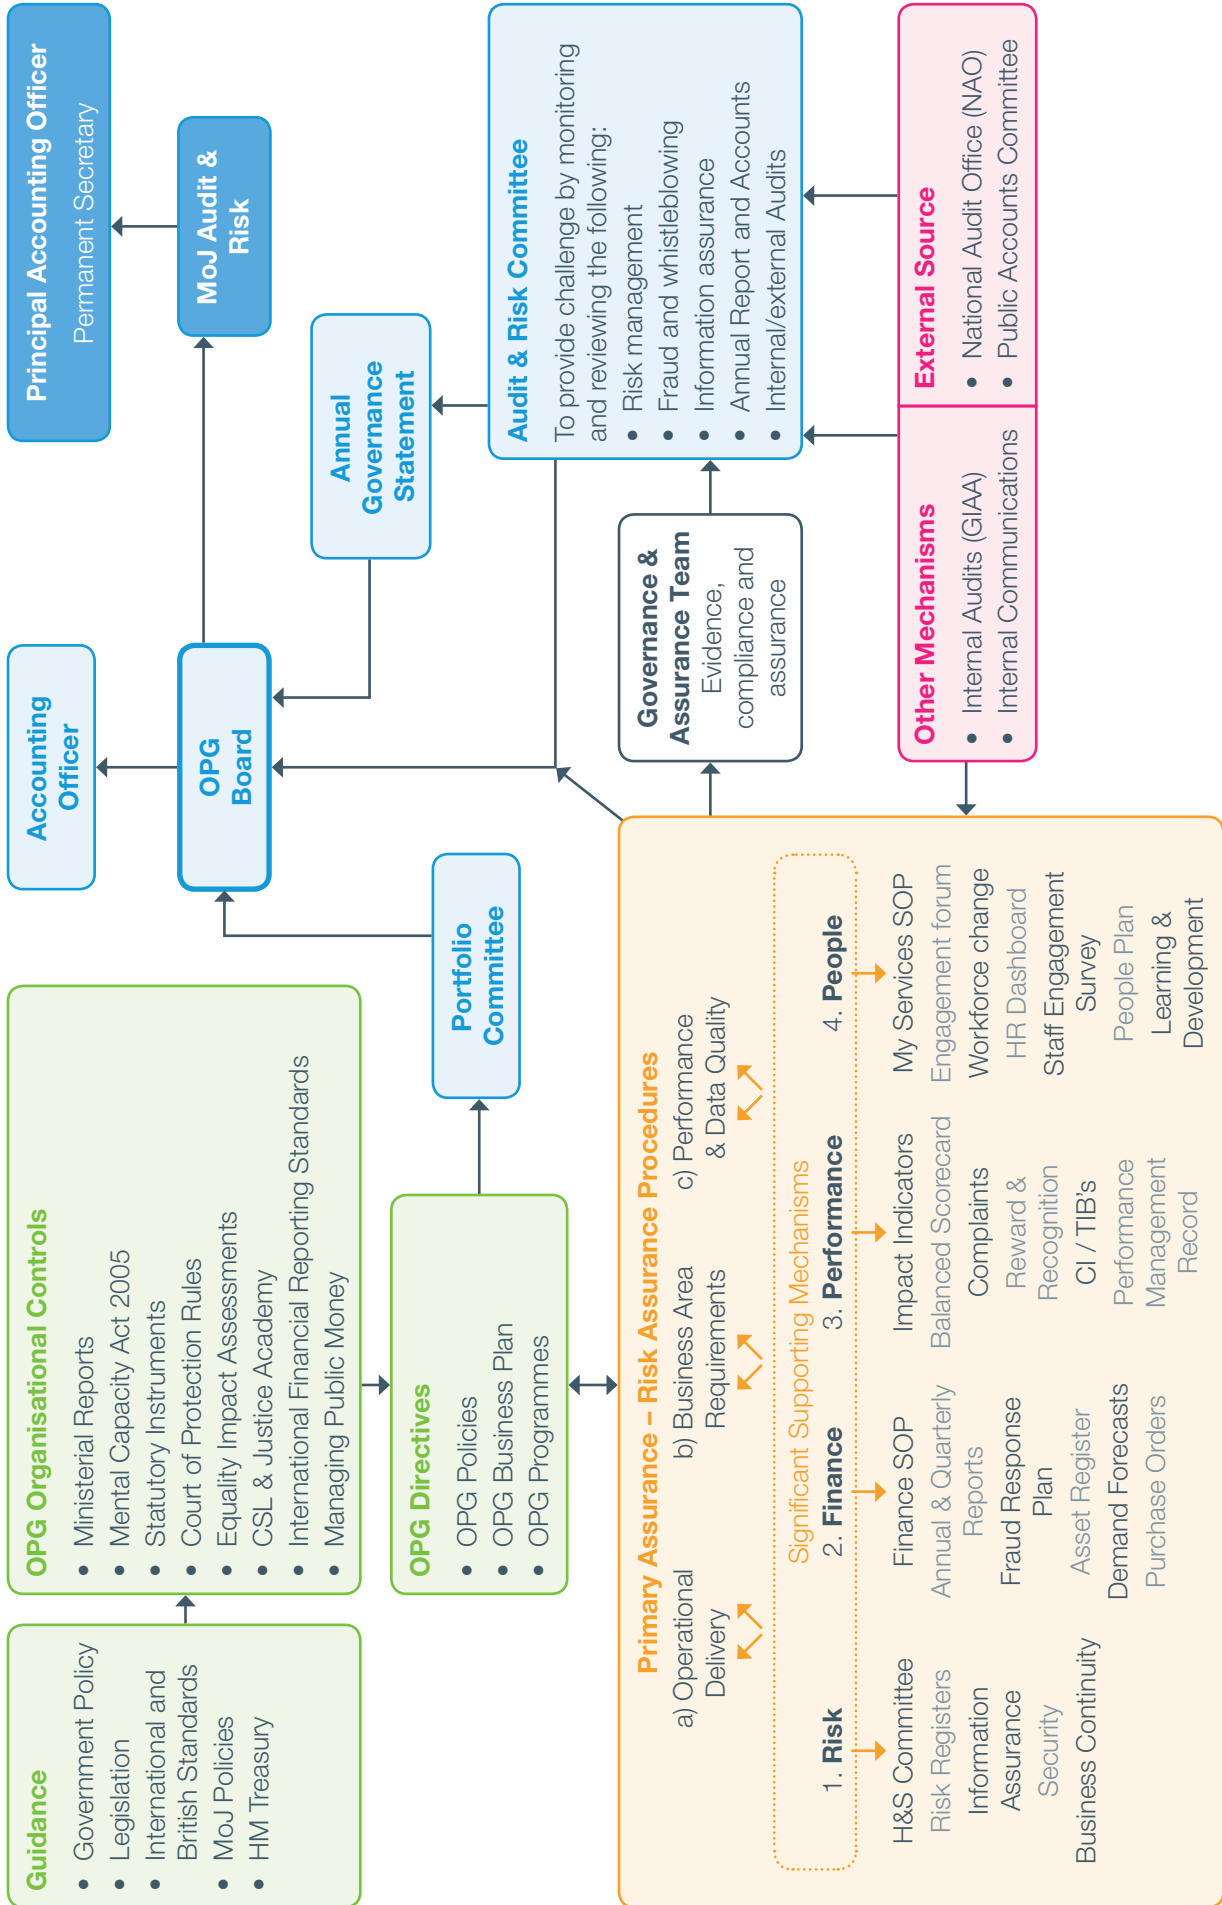 Guidance
• Government Policy
• Legislation
• International and
British Standards
• MoJ Policies
• HM Treasury
OPG Organisational Controls
• Ministerial Reports
• Mental Capacity Act 2005
• Statutory Instruments
• Court of Protection Rules
• Equality Impact Assessments
• CSL & Justice Academy
• International Financial Reporting Standards
• Managing Public Money
OPG Directives
• OPG Policies
• OPG Business Plan
• OPG Programmes
Portfolio
Committee
Accounting
Officer
OPG
Board
Principal Accounting Officer
Permanent Secretary
MoJ Audit &
Risk
Annual
Governance
Statement
Audit & Risk Committee
To provide challenge by monitoring
and reviewing the following:
• Risk management
• Fraud and whistleblowing
• Information assurance
• Annual Report and Accounts
• Internal/external Audits
Governance &
Assurance Team
Evidence,
compliance and
assurance
Primary Assurance – Risk Assurance Procedures
a) Operational
Delivery
b) Business Area
Requirements
c) Performance
& Data Quality
Significant Supporting Mechanisms
1. Risk
2. Finance
3. Performance
4. People
H&S Committee
Risk Registers
Information
Assurance
Security
Business Continuity
Finance SOP
Annual & Quarterly
Reports
Fraud Response
Plan
Asset Register
Demand Forecasts
Purchase Orders
Impact Indicators
Balanced Scorecard
Complaints
Reward &
Recognition
CI / TIB's
Performance
Management
Record
My Services SOP
Engagement forum
Workforce change
HR Dashboard
Staff Engagement
Survey
People Plan
Learning &
Development
Other Mechanisms
• Internal Audits (GIAA)
• Internal Communications
External Source
• National Audit Office (NAO)
• Public Accounts Committee